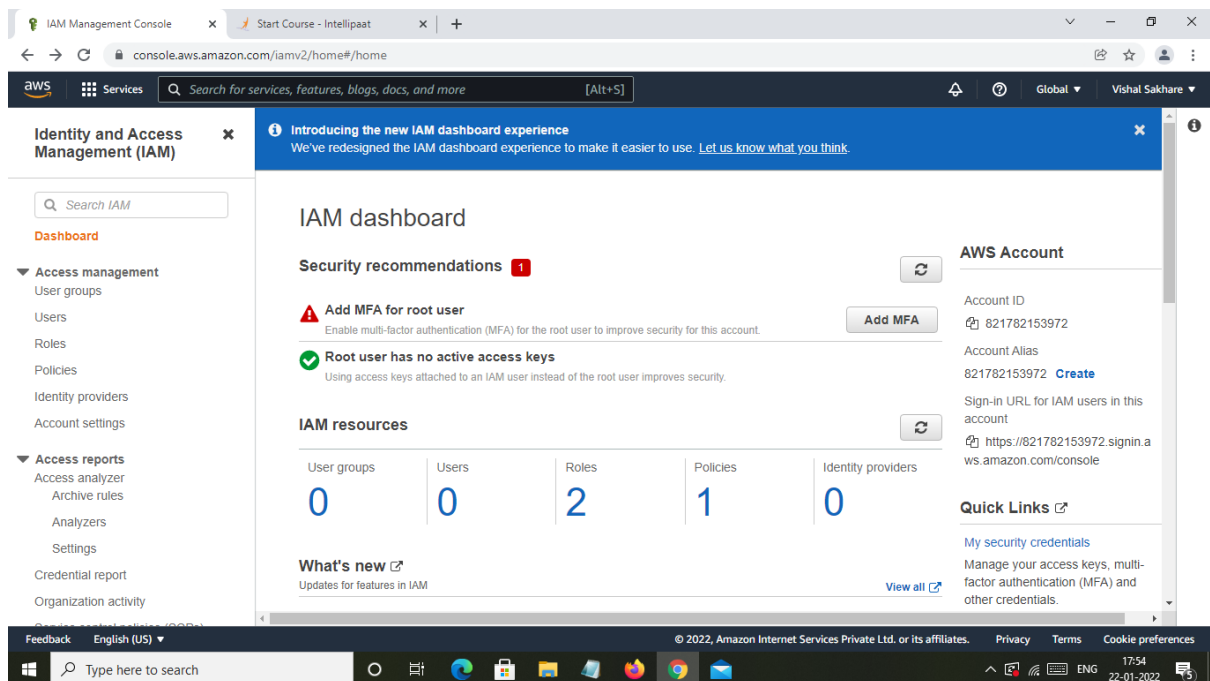 IAM Management Console
Start Course - Intellipaat
console.aws.amazon.com/iamv2/home#/home
aws
Services
Search for services, features, blogs, docs, and more
[Alt+S]
Global
Vishal Sakhare
Identity and Access
Management (IAM)
Search IAM
Dashboard
Access management
User groups
Users
Roles
Policies
Identity providers
Account settings
Access reports
Access analyzer
Archive rules
Analyzers
Settings
Credential report
Organization activity
Introducing the new IAM dashboard experience
We've redesigned the IAM dashboard experience to make it easier to use. Let us know what you think.
IAM dashboard
Security recommendations 1
Add MFA for root user
Enable multi-factor authentication (MFA) for the root user to improve security for this account.
Add MFA
Root user has no active access keys
Using access keys attached to an IAM user instead of the root user improves security.
IAM resources
User groups
Users
Roles
Policies
Identity providers
0
0
2
1
0
What's new
Updates for features in IAM
View all
AWS Account
Account ID
821782153972
Account Alias
821782153972 Create
Sign-in URL for IAM users in this
account
https://821782153972.signin.a
ws.amazon.com/console
Quick Links
My security credentials
Manage your access keys, multi-
factor authentication (MFA) and
other credentials.
Feedback
English (US)
© 2022, Amazon Internet Services Private Ltd. or its affiliates.
Privacy
Terms
Cookie preferences
Type here to search
ENG
17:54
22-01-2022
5